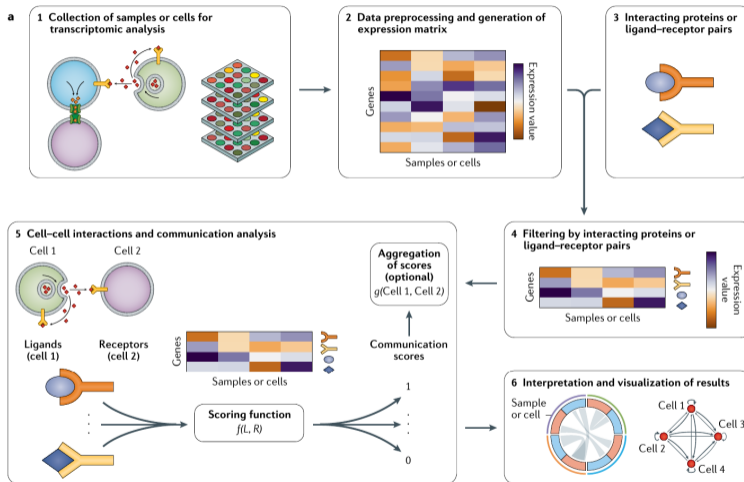 a
1 Collection of samples or cells for
transcriptomic analysis
2 Data preprocessing and generation of
expression matrix
Genes
Samples or cells
Expression value
3 Interacting proteins or
ligand–receptor pairs
4 Filtering by interacting proteins or
ligand–receptor pairs
Genes
Samples or cells
Expression
value
5 Cell–cell interactions and communication analysis
Cell 1
Cell 2
Ligands
(cell 1)
Receptors
(cell 2)
Genes
Samples or cells
Scoring function
f(L, R)
Aggregation
of scores
(optional)
g(Cell 1, Cell 2)
Communication
scores
1
0
6 Interpretation and visualization of results
Sample
or cell
Cell 1
Cell 2
Cell 3
Cell 4